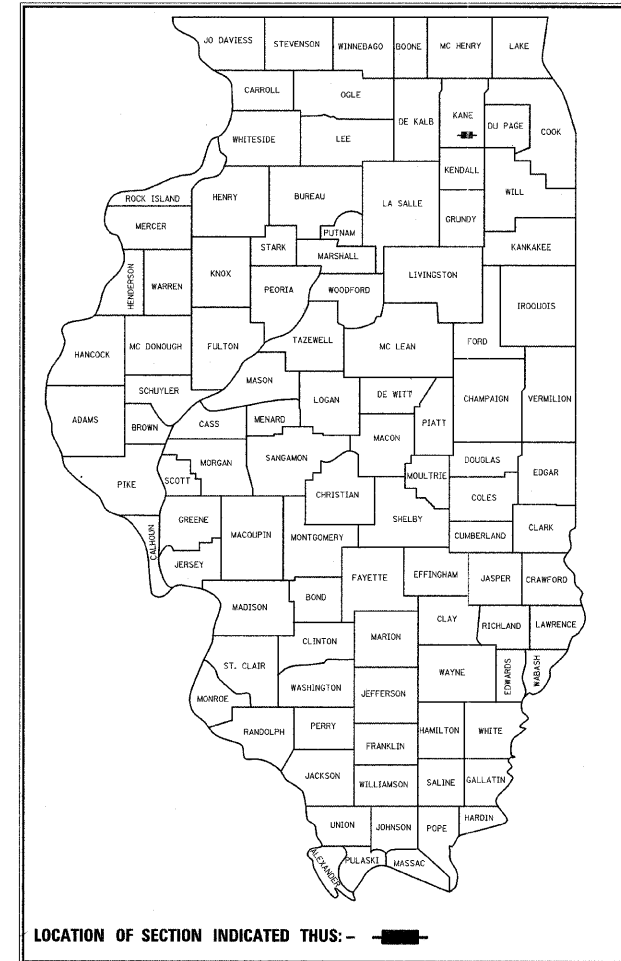 JO DAVIESS
STEVENSON
WINNEBAGO
BOONE
MC HENRY
LAKE
CARROLL
OGLE
DE KALB
KANE
DU PAGE
COOK
WHITESIDE
LEE
KENDALL
WILL
ROCK ISLAND
HENRY
BUREAU
LA SALLE
GRUNDY
MERCER
PUTNAM
STARK
MARSHALL
KANKAKEE
HENDERSON
WARREN
KNOX
PEORIA
WOODFORD
LIVINGSTON
IROQUOIS
HANCOCK
MC DONOUGH
FULTON
TAZEWELL
MC LEAN
FORD
SCHUYLER
MASON
LOGAN
DE WITT
CHAMPAIGN
VERMILION
ADAMS
BROWN
CASS
MENARD
MACON
PIATT
MORGAN
SANGAMON
DOUGLAS
EDGAR
PIKE
SCOTT
CHRISTIAN
MOULTRIE
COLES
GREENE
MACOUPIN
MONTGOMERY
SHELBY
CUMBERLAND
CLARK
CALHOUN
JERSEY
FAYETTE
EFFINGHAM
JASPER
CRAWFORD
MADISON
BOND
CLAY
RICHLAND
LAWRENCE
CLINTON
MARION
ST. CLAIR
WAYNE
EDWARDS
WABASH
WASHINGTON
JEFFERSON
MONROE
RANDOLPH
PERRY
HAMILTON
WHITE
FRANKLIN
JACKSON
WILLIAMSON
SALINE
GALLATIN
UNION
JOHNSON
POPE
HARDIN
ALEXANDER
PULASKI
MASSAC
LOCATION OF SECTION INDICATED THUS: -